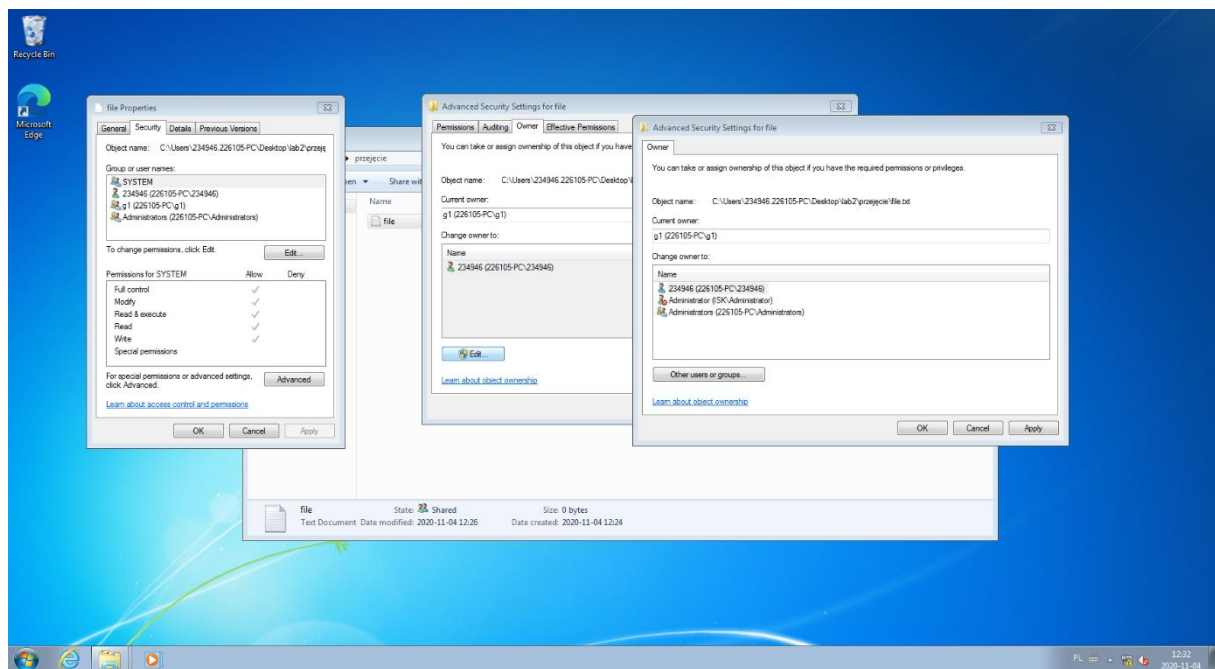 Recycle Bin
Microsoft
Edge
file Properties
General Security Details Previous Versions
Object name: C:\Users\234946.226105-PC\Desktop\lab2\przeję
Group or user names:
SYSTEM
234946 (226105-PC\234946)
g1 (226105-PC\g1)
Administrators (226105-PC\Administrators)
To change permissions, click Edit.
Edit...
Permissions for SYSTEM Allow Deny
Full control
Modify
Read & execute
Read
Write
Special permissions
For special permissions or advanced settings,
click Advanced.
Advanced
Learn about access control and permissions
OK Cancel Apply
przejecie
Share wit
Name
file
file State: Shared Size: 0 bytes
Text Document Date modified: 2020-11-04 12:26 Date created: 2020-11-04 12:24
Advanced Security Settings for file
Permissions Auditing Owner Effective Permissions
You can take or assign ownership of this object if you have
Object name: C:\Users\234946.226105-PC\Desktop\l
Current owner:
g1 (226105-PC\g1)
Change owner to:
Name
234946 (226105-PC\234946)
Edit...
Learn about object ownership
Advanced Security Settings for file
Owner
You can take or assign ownership of this object if you have the required permissions or privileges.
Object name: C:\Users\234946.226105-PC\Desktop\lab2\przejęcie\file.txt
Current owner:
g1 (226105-PC\g1)
Change owner to:
Name
234946 (226105-PC\234946)
Administrator (ISK\Administrator)
Administrators (226105-PC\Administrators)
Other users or groups...
Learn about object ownership
OK Cancel Apply
PL
12:32
2020-11-04